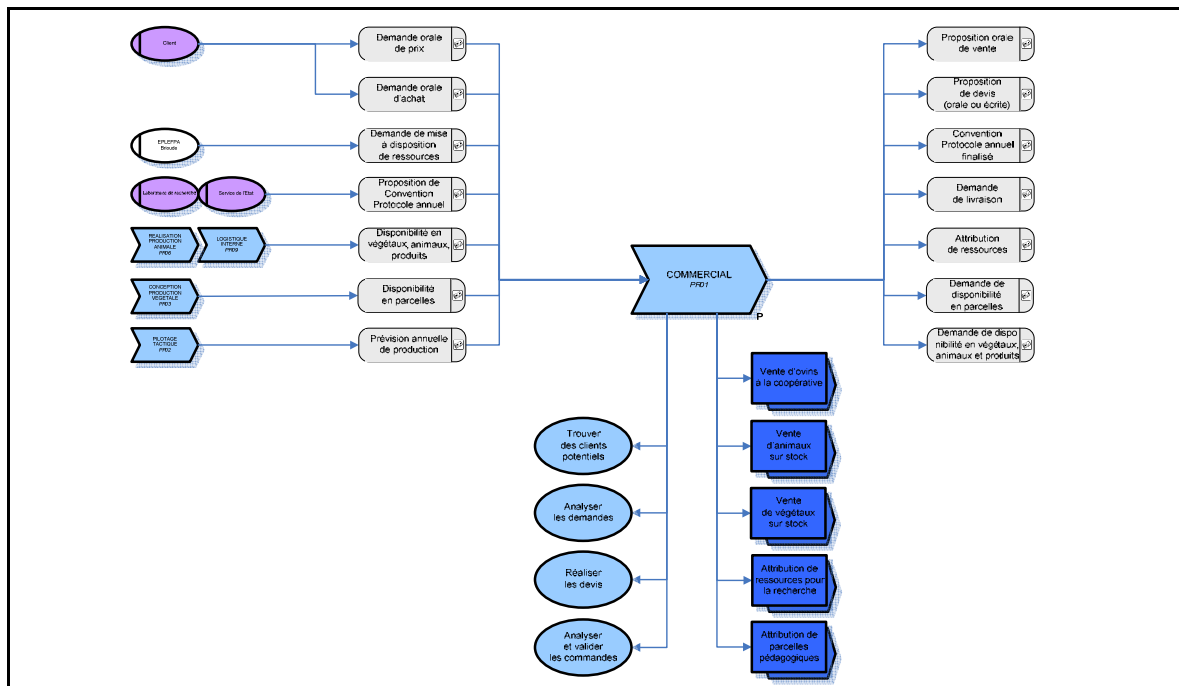 Client
Demande orale
de prix
Demande orale
d'achat
EPLEFPA
Brioude
Demande de mise
à disposition
de ressources
Laboratoire de recherche
Service de l'Etat
Proposition de
Convention
Protocole annuel
REALISATION
PRODUCTION
ANIMALE
PR08
LOGISTIQUE
INTERNE
PR09
Disponibilité en
végétaux, animaux,
produits
CONCEPTION
PRODUCTION
VEGETALE
PR03
Disponibilité
en parcelles
PILOTAGE
TACTIQUE
PR02
Prévision annuelle
de production
COMMERCIAL
PR01
P
Proposition orale
de vente
Proposition
de devis
(orale ou écrite)
Convention
Protocole annuel
finalisé
Demande
de livraison
Attribution
de ressources
Demande de
disponibilité
en parcelles
Demande de dispo
nibilité en végétaux,
animaux et produits
Trouver
des clients
potentiels
Analyser
les demandes
Réaliser
les devis
Analyser
et valider
les commandes
Vente d'ovins
à la coopérative
Vente
d'animaux
sur stock
Vente
de végétaux
sur stock
Attribution de
ressources pour
la recherche
Attribution de
parcelles
pédagogiques